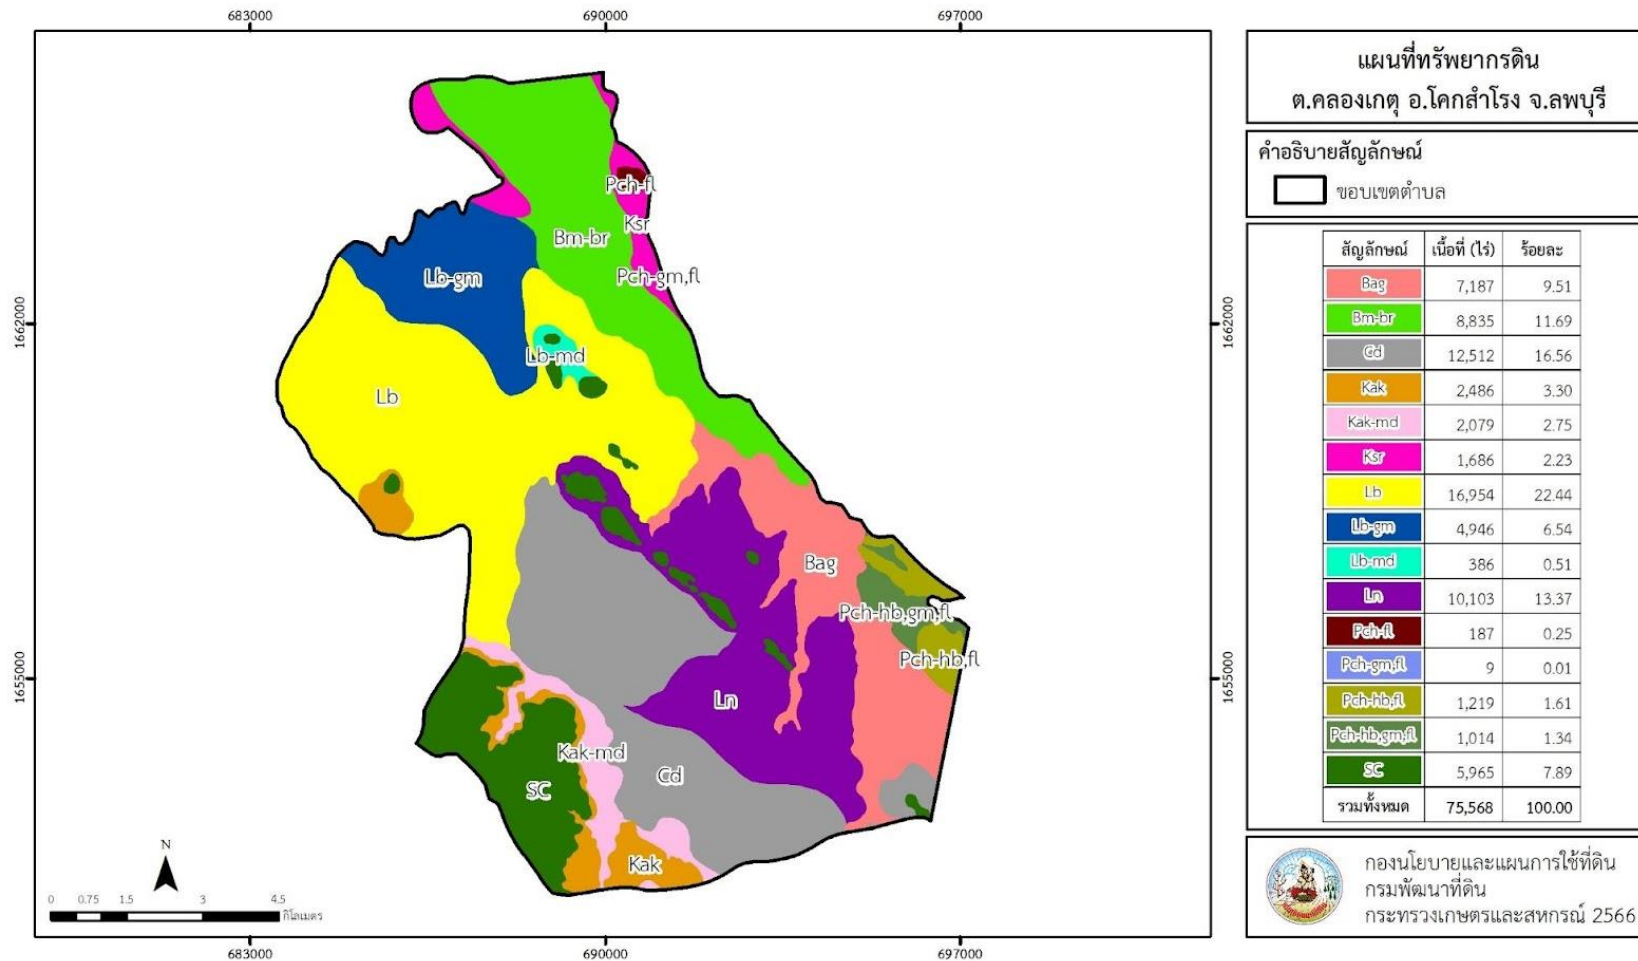 683000 690000 697000
แผนที่ทรัพยากรดิน
ต.คลองเกตุ อ.โคกสำโรง จ.ลพบุรี
คำอธิบายสัญลักษณ์
ขอบเขตตำบล
Pch-fl
Ksr
Bm-br
Pch-gm,fl
Lb-gm
1662000 1662000
Lb-md
Lb
Bag
Pch-hb,gm,fl
Pch-hb,fl
1655000 1655000
Ln
Kak-md
Cd
SC
Kak
สัญลักษณ์ เนื้อที่ (ไร่) ร้อยละ
Bag 7,187 9.51
Bm-br 8,835 11.69
Cd 12,512 16.56
Kak 2,486 3.30
Kak-md 2,079 2.75
Ksr 1,686 2.23
Lb 16,954 22.44
Lb-gm 4,946 6.54
Lb-md 386 0.51
Ln 10,103 13.37
Pch-fl 187 0.25
Pch-gm,fl 9 0.01
Pch-hb,fl 1,219 1.61
Pch-hb,gm,fl 1,014 1.34
SC 5,965 7.89
รวมทั้งหมด 75,568 100.00
N
0 0.75 1.5 3 4.5
กิโลเมตร
683000 690000 697000
กองนโยบายและแผนการใช้ที่ดิน
กรมพัฒนาที่ดิน
กระทรวงเกษตรและสหกรณ์ 2566